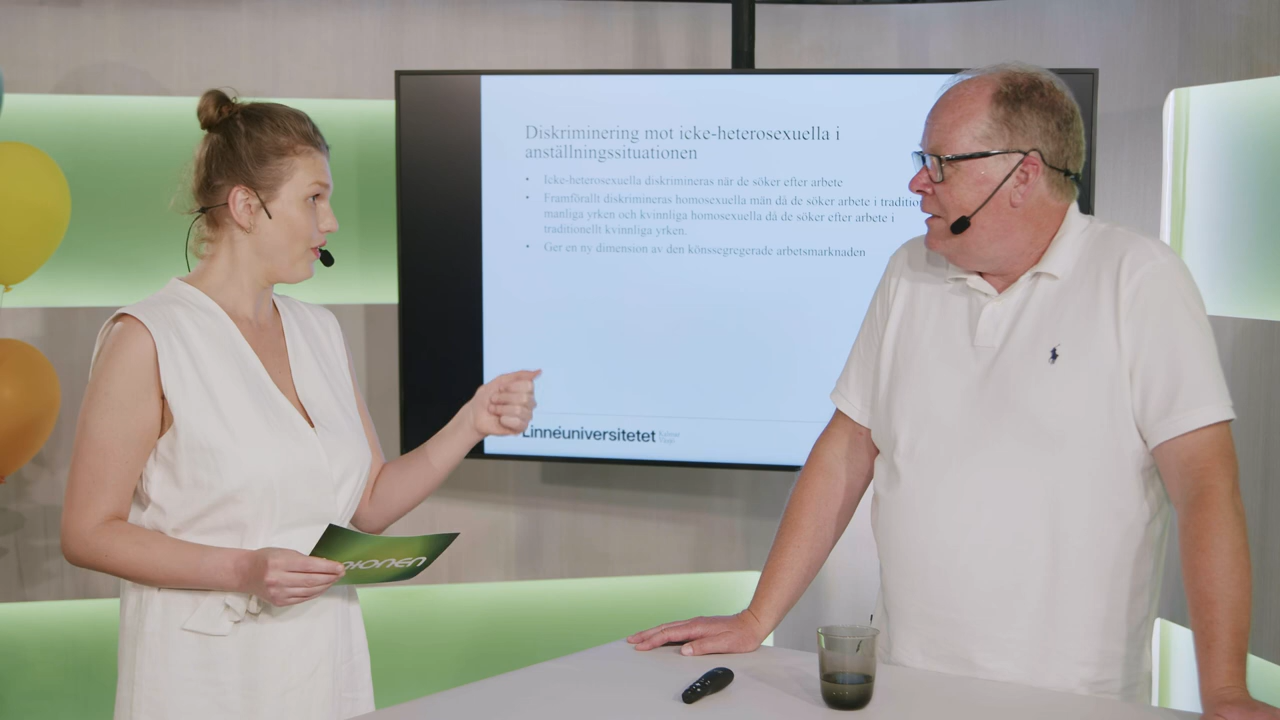 Diskriminering mot icke-heterosexuella i
anställningssituationen
• Icke-heterosexuella diskrimineras när de söker efter arbete
• Framförallt diskrimineras homosexuella män då de söker arbete i traditio
manliga yrken och kvinnliga homosexuella då de söker efter arbete i
traditionellt kvinnliga yrken.
• Ger en ny dimension av den könssegregerade arbetsmarknaden
Linnéuniversitetet
NIONEN